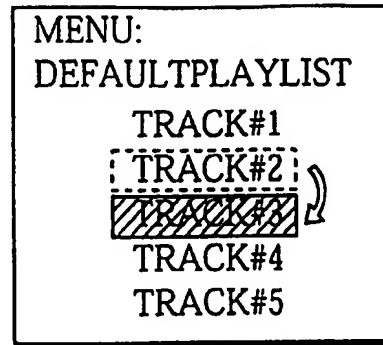 MENU:
DEFAULTPLAYLIST
TRACK#1
TRACK#2
TRACK#3
TRACK#4
TRACK#5